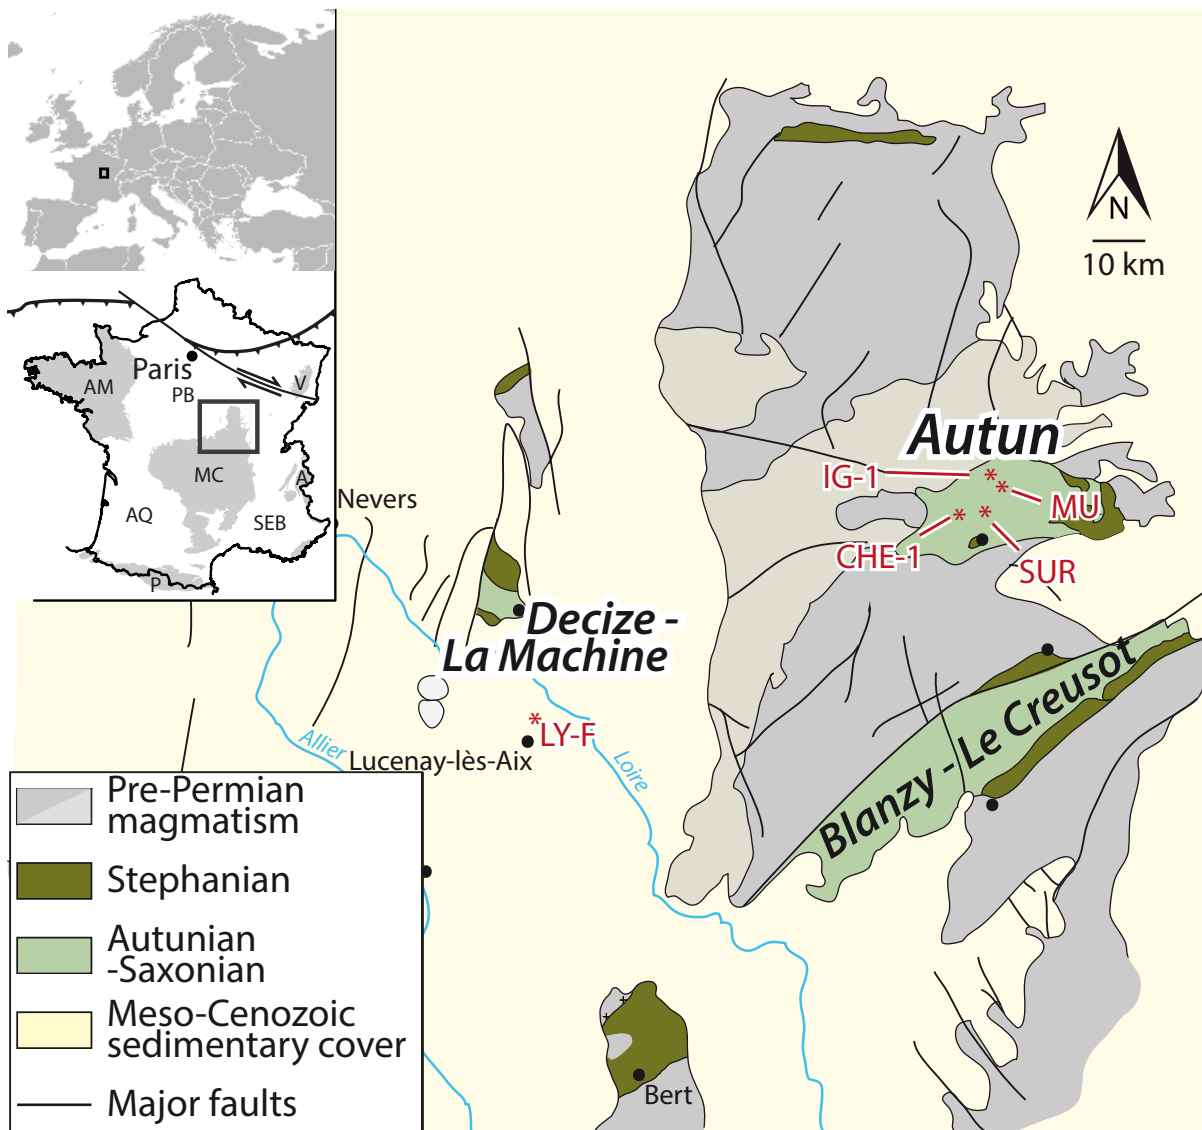 N
10 km
Paris
AM
PB
V
MC
A
AQ
SEB
P
Nevers
Autun
IG-1
MU
CHE-1
SUR
Decize -
La Machine
LY-F
Lucenay-lès-Aix
Allier
Loire
Blanzy - Le Creusot
Bert
Pre-Permian
magmatism
Stephanian
Autunian
-Saxonian
Meso-Cenozoic
sedimentary cover
Major faults